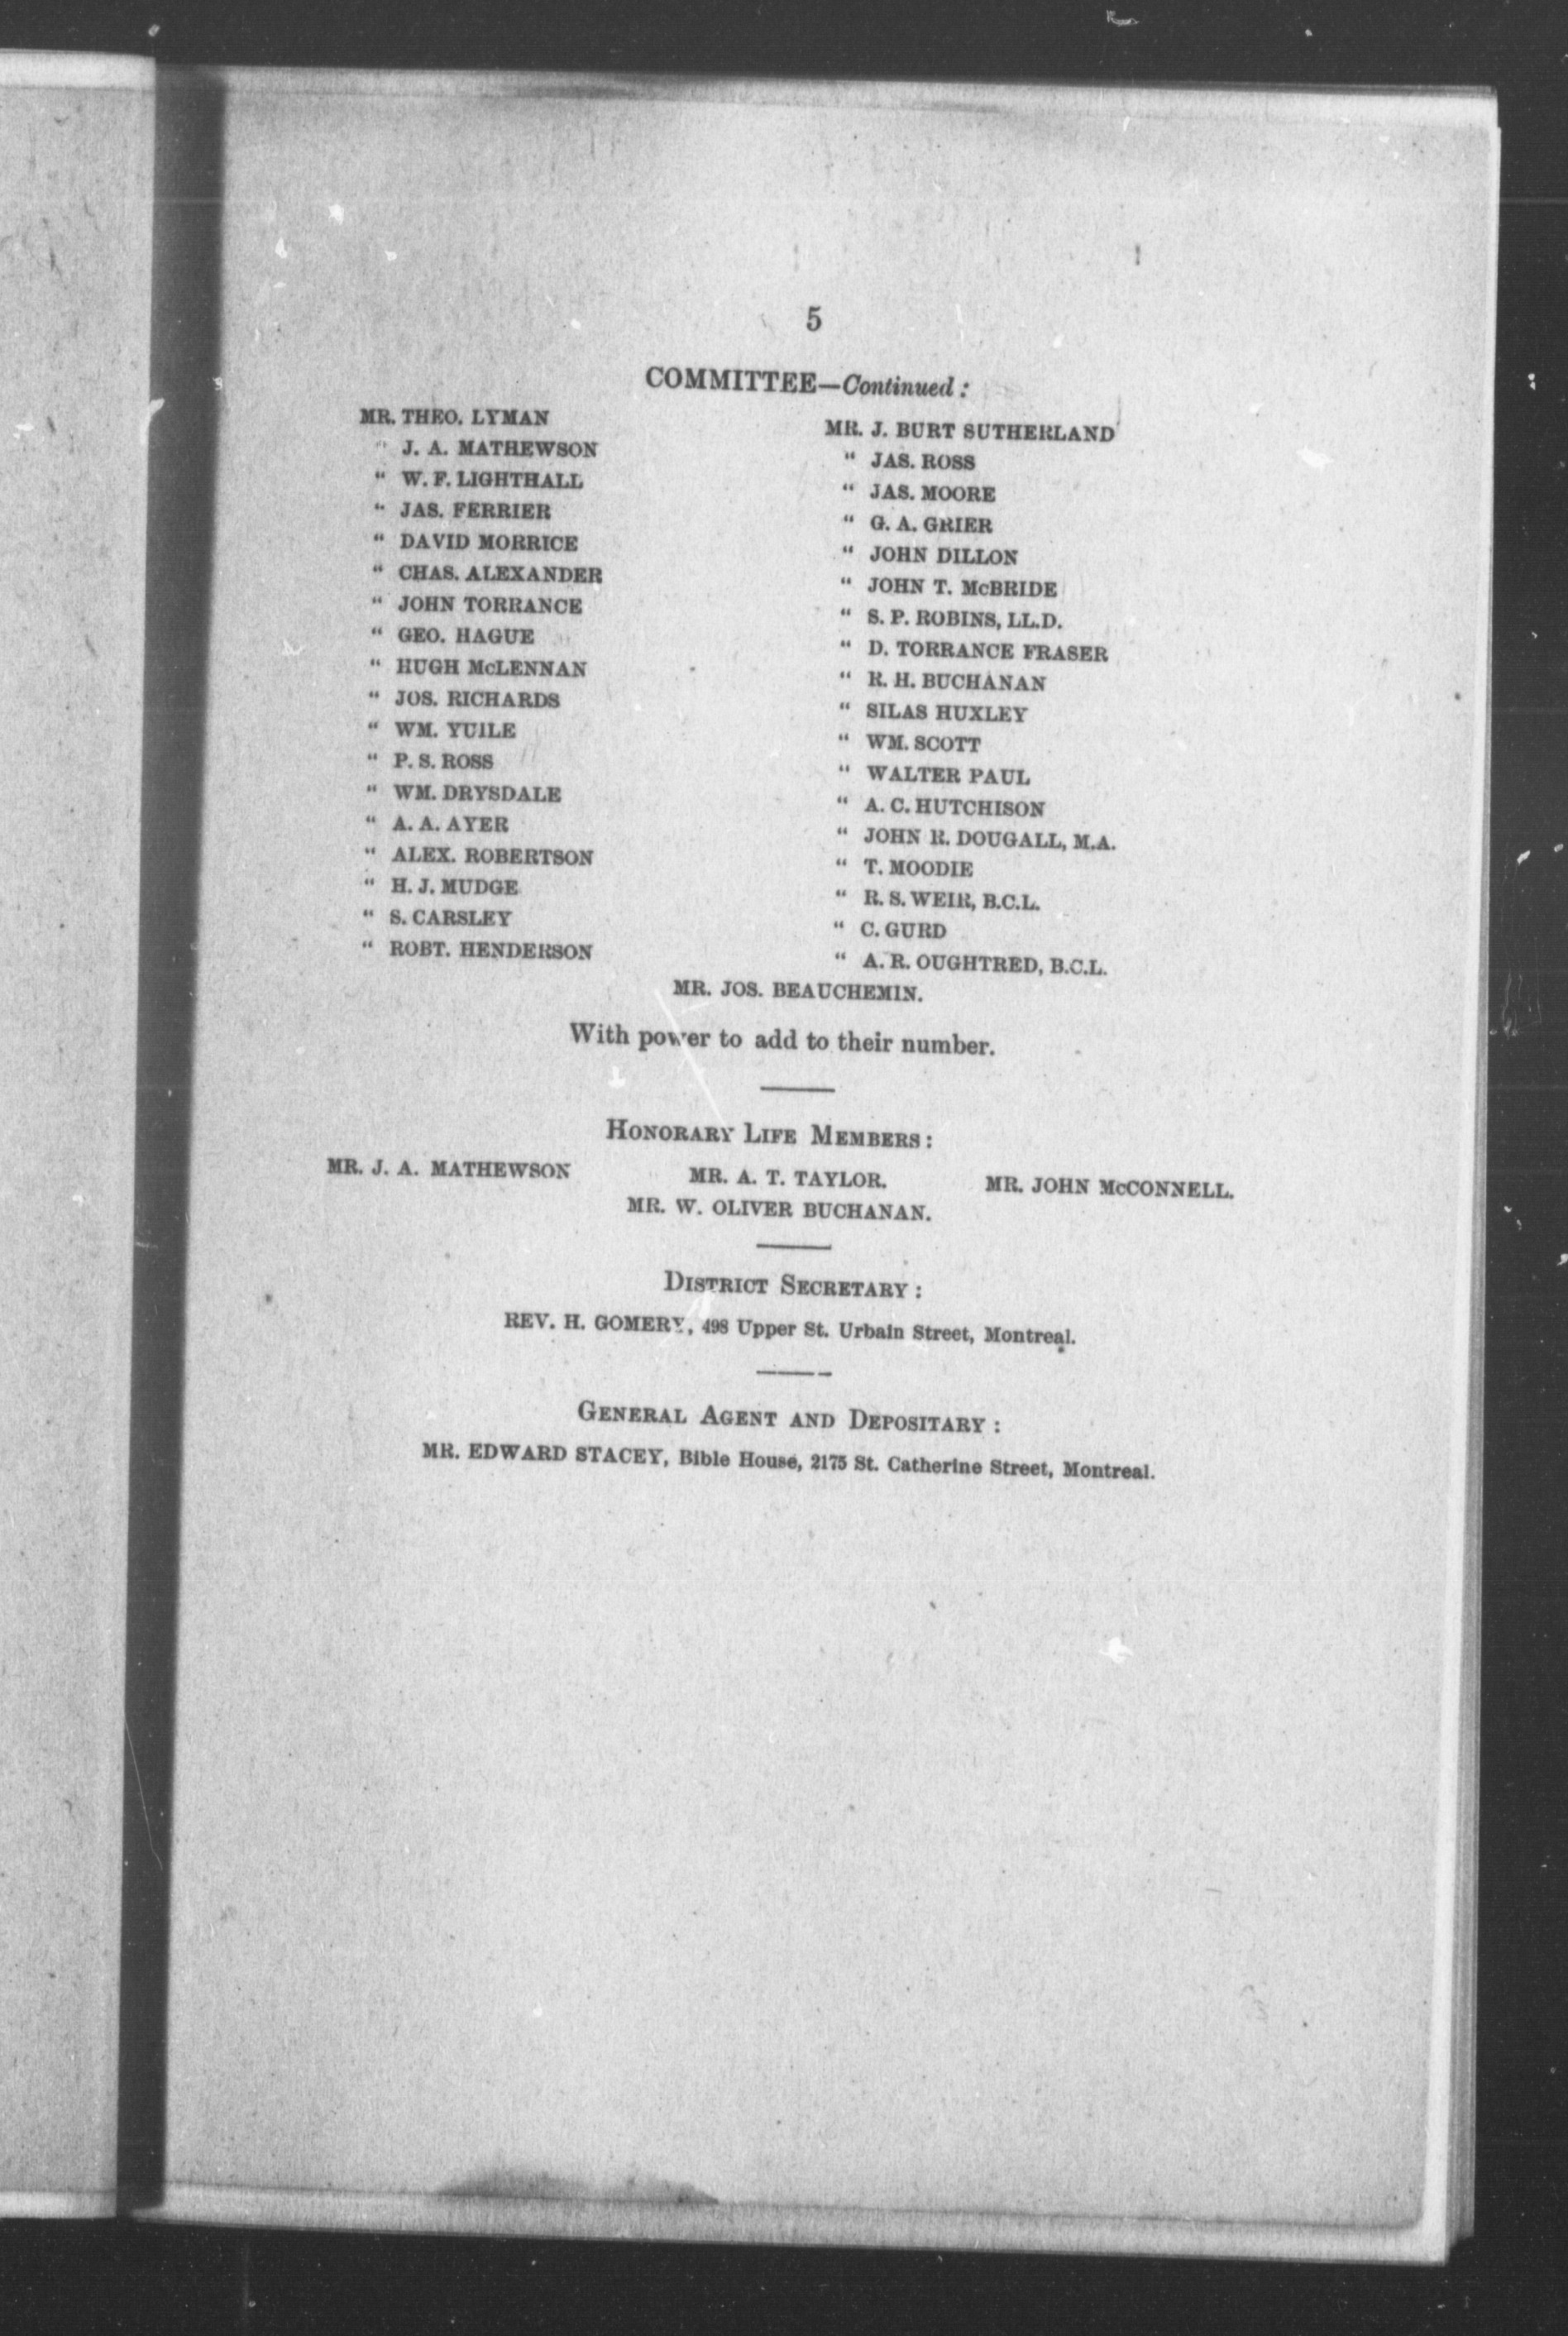 5
COMMITTEE—Continued:
MR. THEO. LYMAN
" J. A. MATHEWSON
" W. F. LIGHTHALL
" JAS. FERRIER
" DAVID MORRICE
" CHAS. ALEXANDER
" JOHN TORRANCE
" GEO. HAGUE
" HUGH McLENNAN
" JOS. RICHARDS
" WM. YUILE
" P. S. ROSS
" WM. DRYSDALE
" A. A. AYER
" ALEX. ROBERTSON
" H. J. MUDGE
" S. CARSLEY
" ROBT. HENDERSON
MR. J. BURT SUTHERLAND
" JAS. ROSS
" JAS. MOORE
" G. A. GRIER
" JOHN DILLON
" JOHN T. McBRIDE
" S. P. ROBINS, LL.D.
" D. TORRANCE FRASER
" R. H. BUCHANAN
" SILAS HUXLEY
" WM. SCOTT
" WALTER PAUL
" A. C. HUTCHISON
" JOHN R. DOUGALL, M.A.
" T. MOODIE
" R. S. WEIR, B.C.L.
" C. GURD
" A. R. OUGHTRED, B.C.L.
MR. JOS. BEAUCHEMIN.
With power to add to their number.
HONORARY LIFE MEMBERS:
MR. J. A. MATHEWSON MR. A. T. TAYLOR. MR. JOHN McCONNELL.
MR. W. OLIVER BUCHANAN.
DISTRICT SECRETARY:
REV. H. GOMERY, 498 Upper St. Urbain Street, Montreal.
GENERAL AGENT AND DEPOSITARY:
MR. EDWARD STACEY, Bible House, 2175 St. Catherine Street, Montreal.